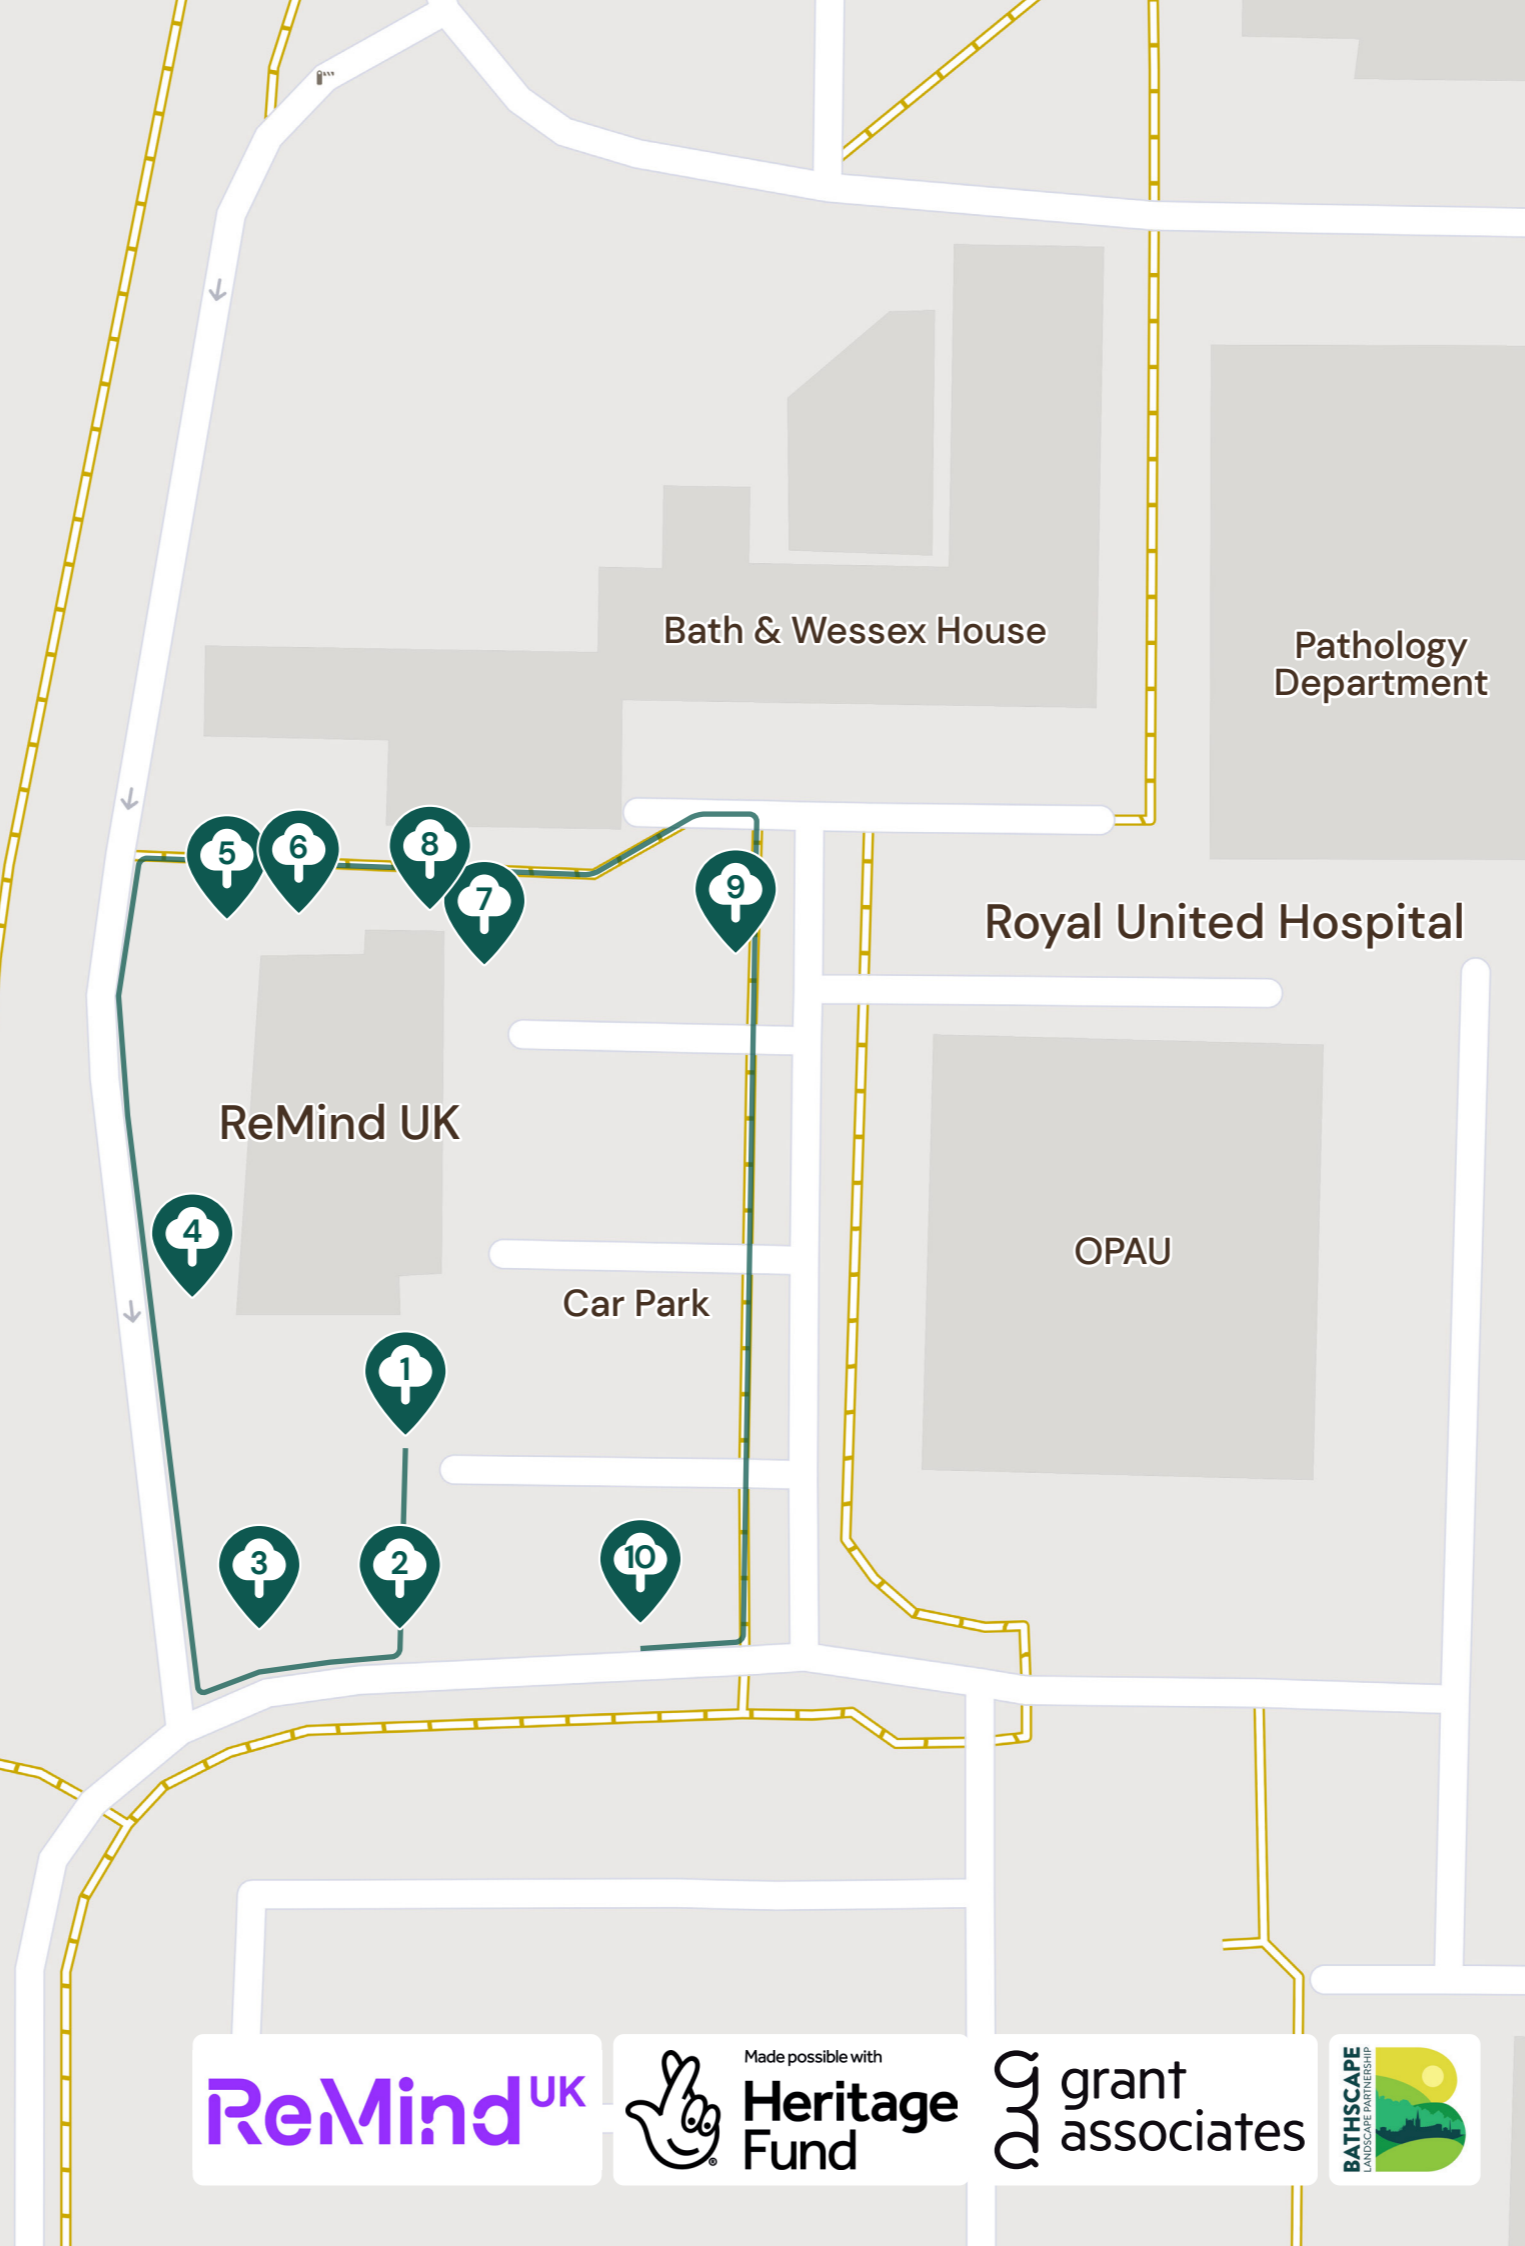 Bath & Wessex House
Pathology
Department
5
6
8
7
9
Royal United Hospital
ReMind UK
4
OPAU
Car Park
1
3
2
10
ReMind UK
Made possible with
Heritage
Fund
grant
associates
BATHSCAPE
LANDSCAPE PARTNERSHIP